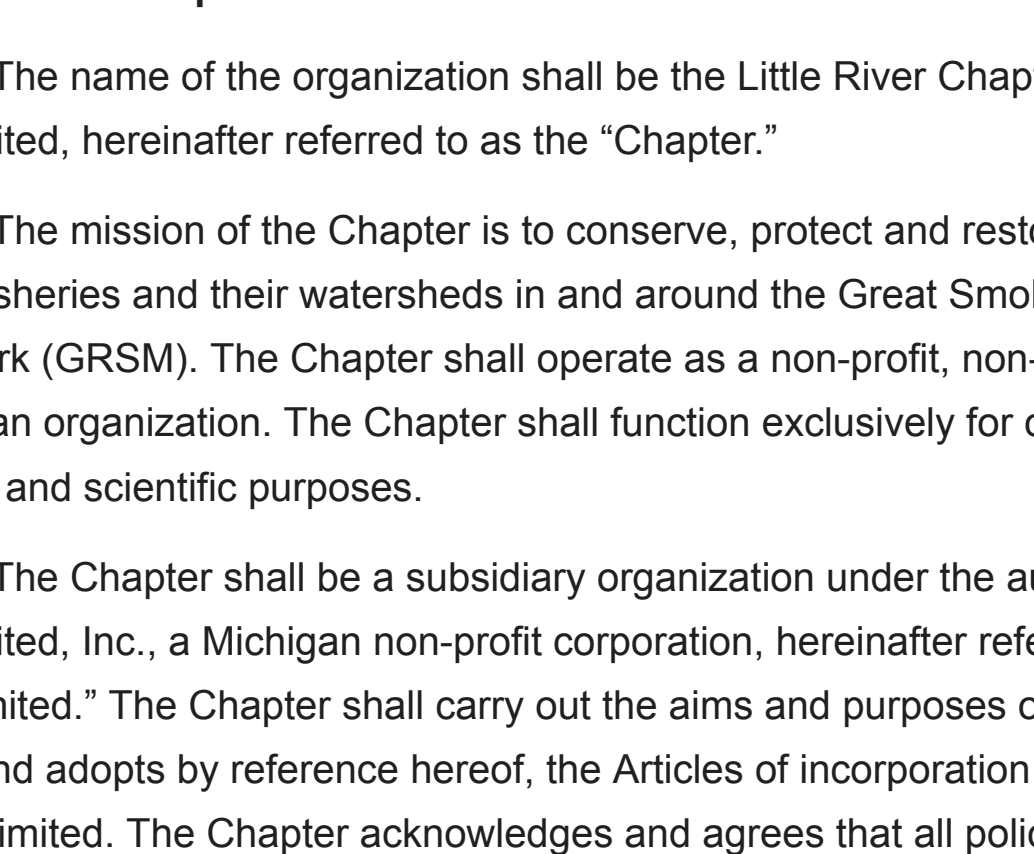 The name of the organization shall be the Little River Chap
ited, hereinafter referred to as the “Chapter.”
The mission of the Chapter is to conserve, protect and rest
sheries and their watersheds in and around the Great Smo
rk (GRSM). The Chapter shall operate as a non-profit, non-
an organization. The Chapter shall function exclusively for
and scientific purposes.
The Chapter shall be a subsidiary organization under the a
ited, Inc., a Michigan non-profit corporation, hereinafter refe
nited.” The Chapter shall carry out the aims and purposes o
nd adopts by reference hereof, the Articles of incorporation
imited. The Chapter acknowledges and agrees that all polic